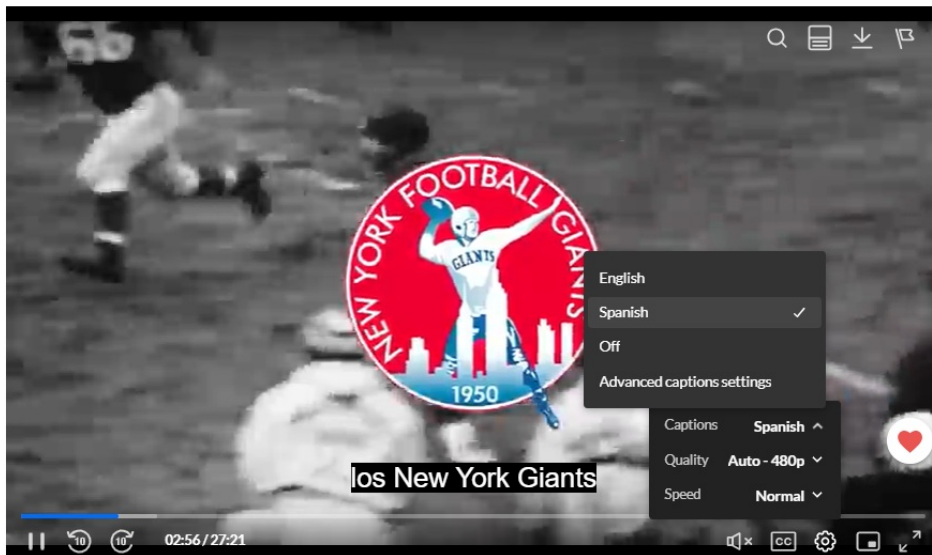 66
NEW YORK FOOTBALL GIANTS
GIANTS
1950
English
Spanish
Off
Advanced captions settings
Captions Spanish
Quality Auto - 480p
Speed Normal
los New York Giants
10 10 02:56/27:21 CC